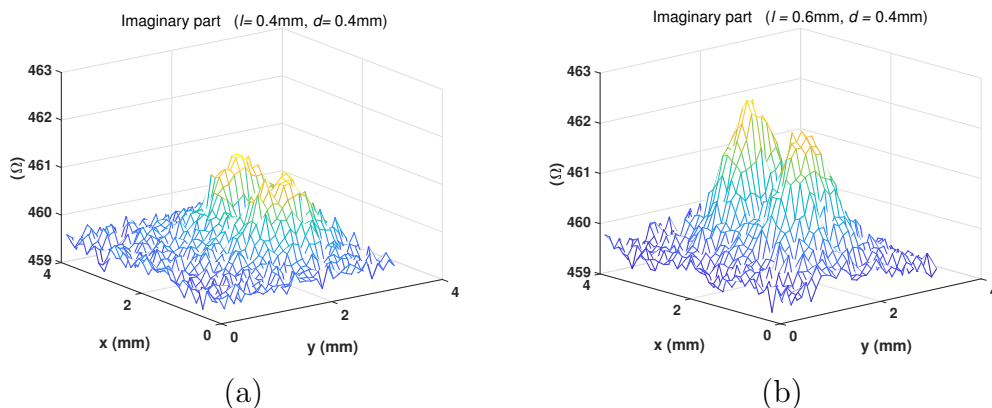 Imaginary part (l= 0.4mm, d= 0.4mm)
463
462
461
460
459
(Ω)
4
2
0
x (mm)
0
2
4
y (mm)
(a)
Imaginary part (l = 0.6mm, d = 0.4mm)
463
462
461
460
459
(Ω)
4
2
0
x (mm)
0
2
4
y (mm)
(b)